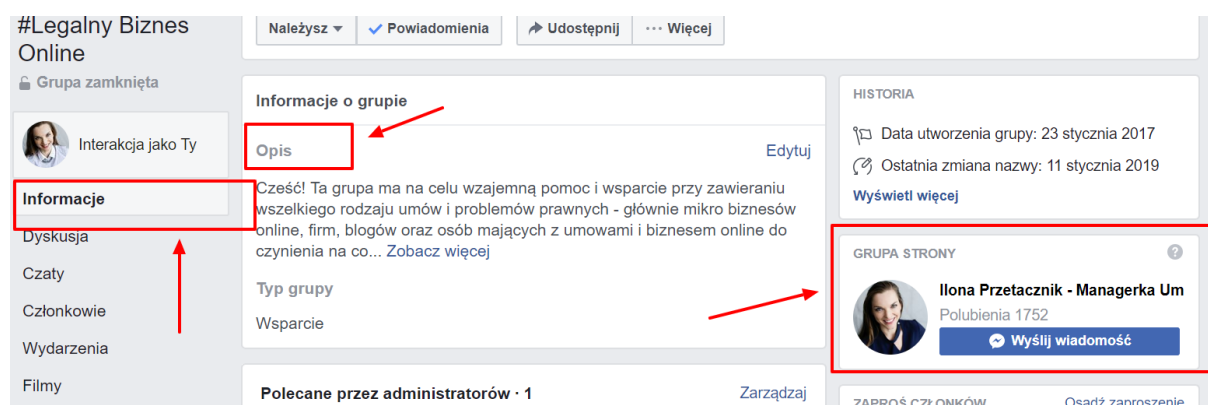 #Legalny Biznes
Online
Grupa zamknięta
Interakcja jako Ty
Informacje
Dyskusja
Czaty
Członkowie
Wydarzenia
Filmy
Należysz
Powiadomienia
Udostępnij
Więcej
Informacje o grupie
Opis
Edytuj
Cześć! Ta grupa ma na celu wzajemną pomoc i wsparcie przy zawieraniu
wszelkiego rodzaju umów i problemów prawnych - głównie mikro biznesów
online, firm, blogów oraz osób mających z umowami i biznesem online do
czynienia na co... Zobacz więcej
Typ grupy
Wsparcie
Polecane przez administratorów · 1
Zarządzaj
HISTORIA
Data utworzenia grupy: 23 stycznia 2017
Ostatnia zmiana nazwy: 11 stycznia 2019
Wyświetl więcej
GRUPA STRONY
Ilona Przetacznik - Managerka Um
Polubienia 1752
Wyślij wiadomość
ZAPROŚ CZŁONKÓW
Osadź zaproszenie